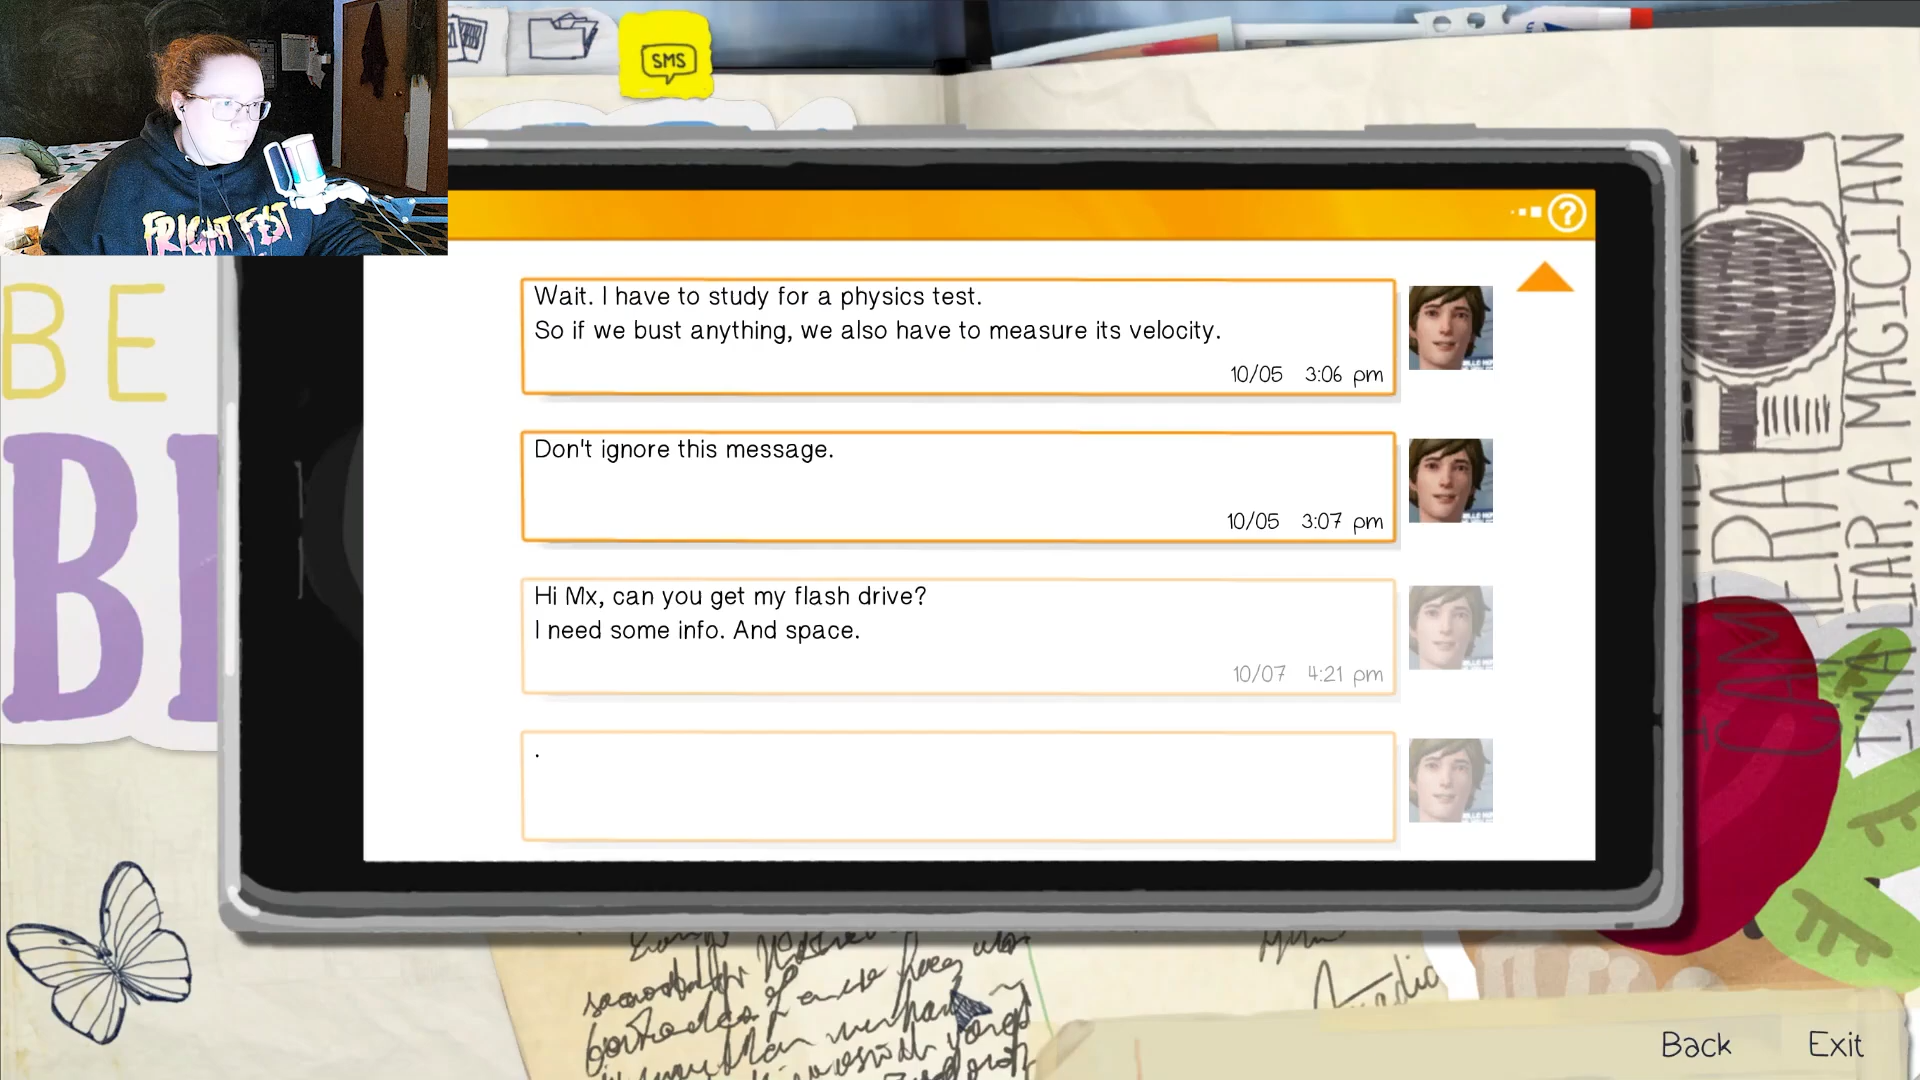 SMS
FRIGHT FEST
?
Wait. I have to study for a physics test.
So if we bust anything, we also have to measure its velocity.
10/05 3:06 pm
Don't ignore this message.
10/05 3:07 pm
Hi Mx, can you get my flash drive?
I need some info. And space.
10/07 4:21 pm
.
BE
CAMERA
I'M A LIAR, A MAGICIAN
Back
Exit